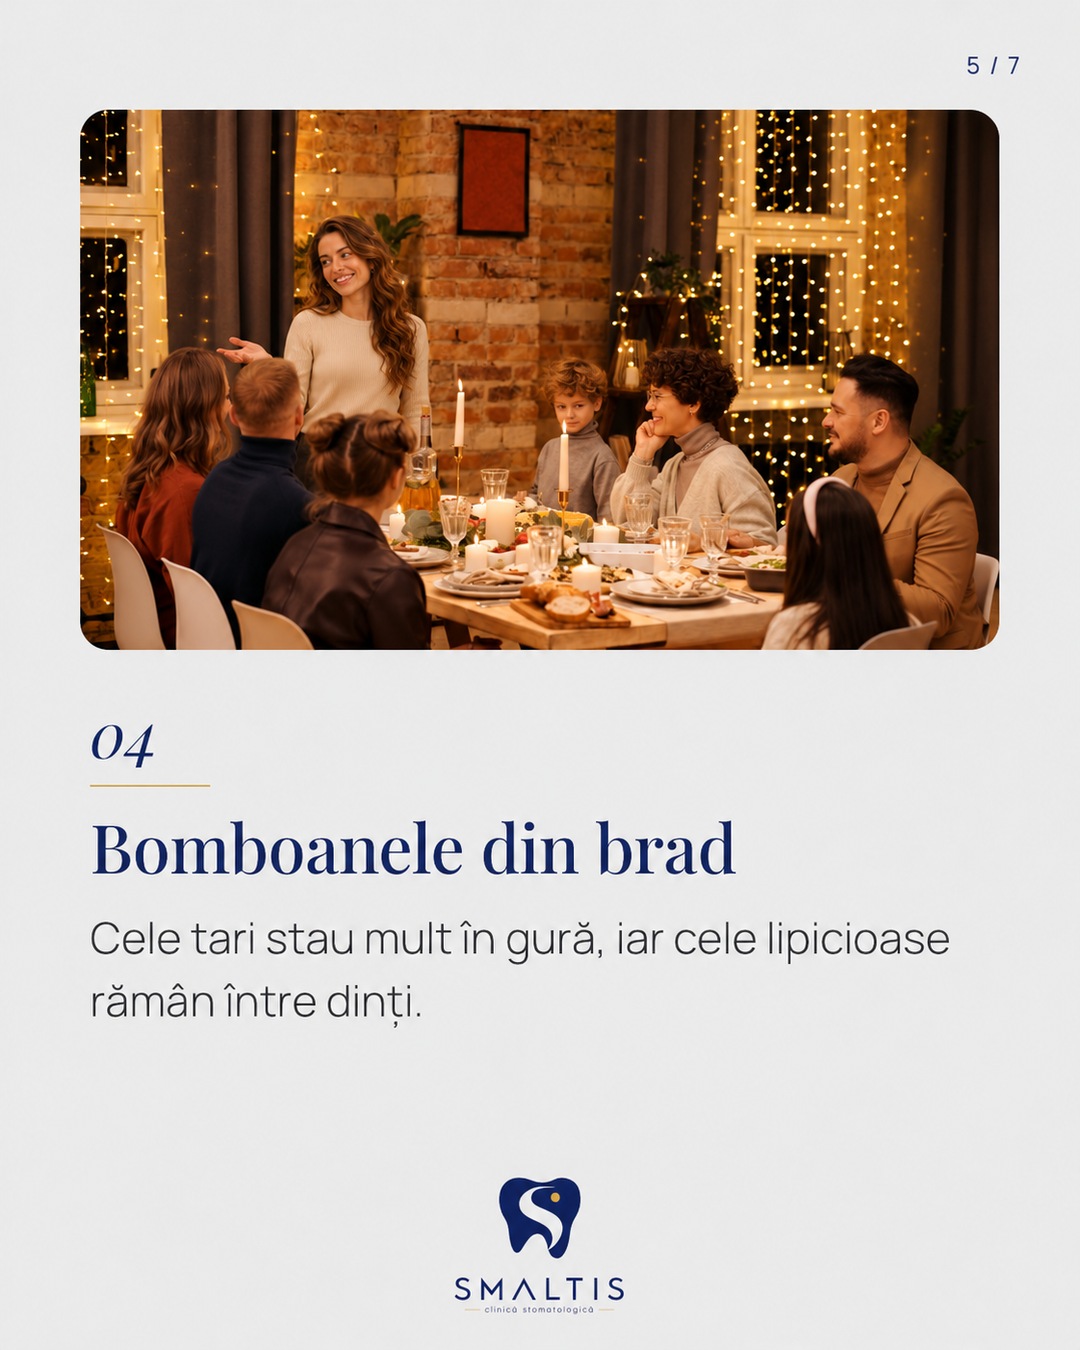 5 / 7
04
Bomboanele din brad
Cele tari stau mult în gură, iar cele lipicioase
rămân între dinți.
SMALTIS
clinică stomatologică